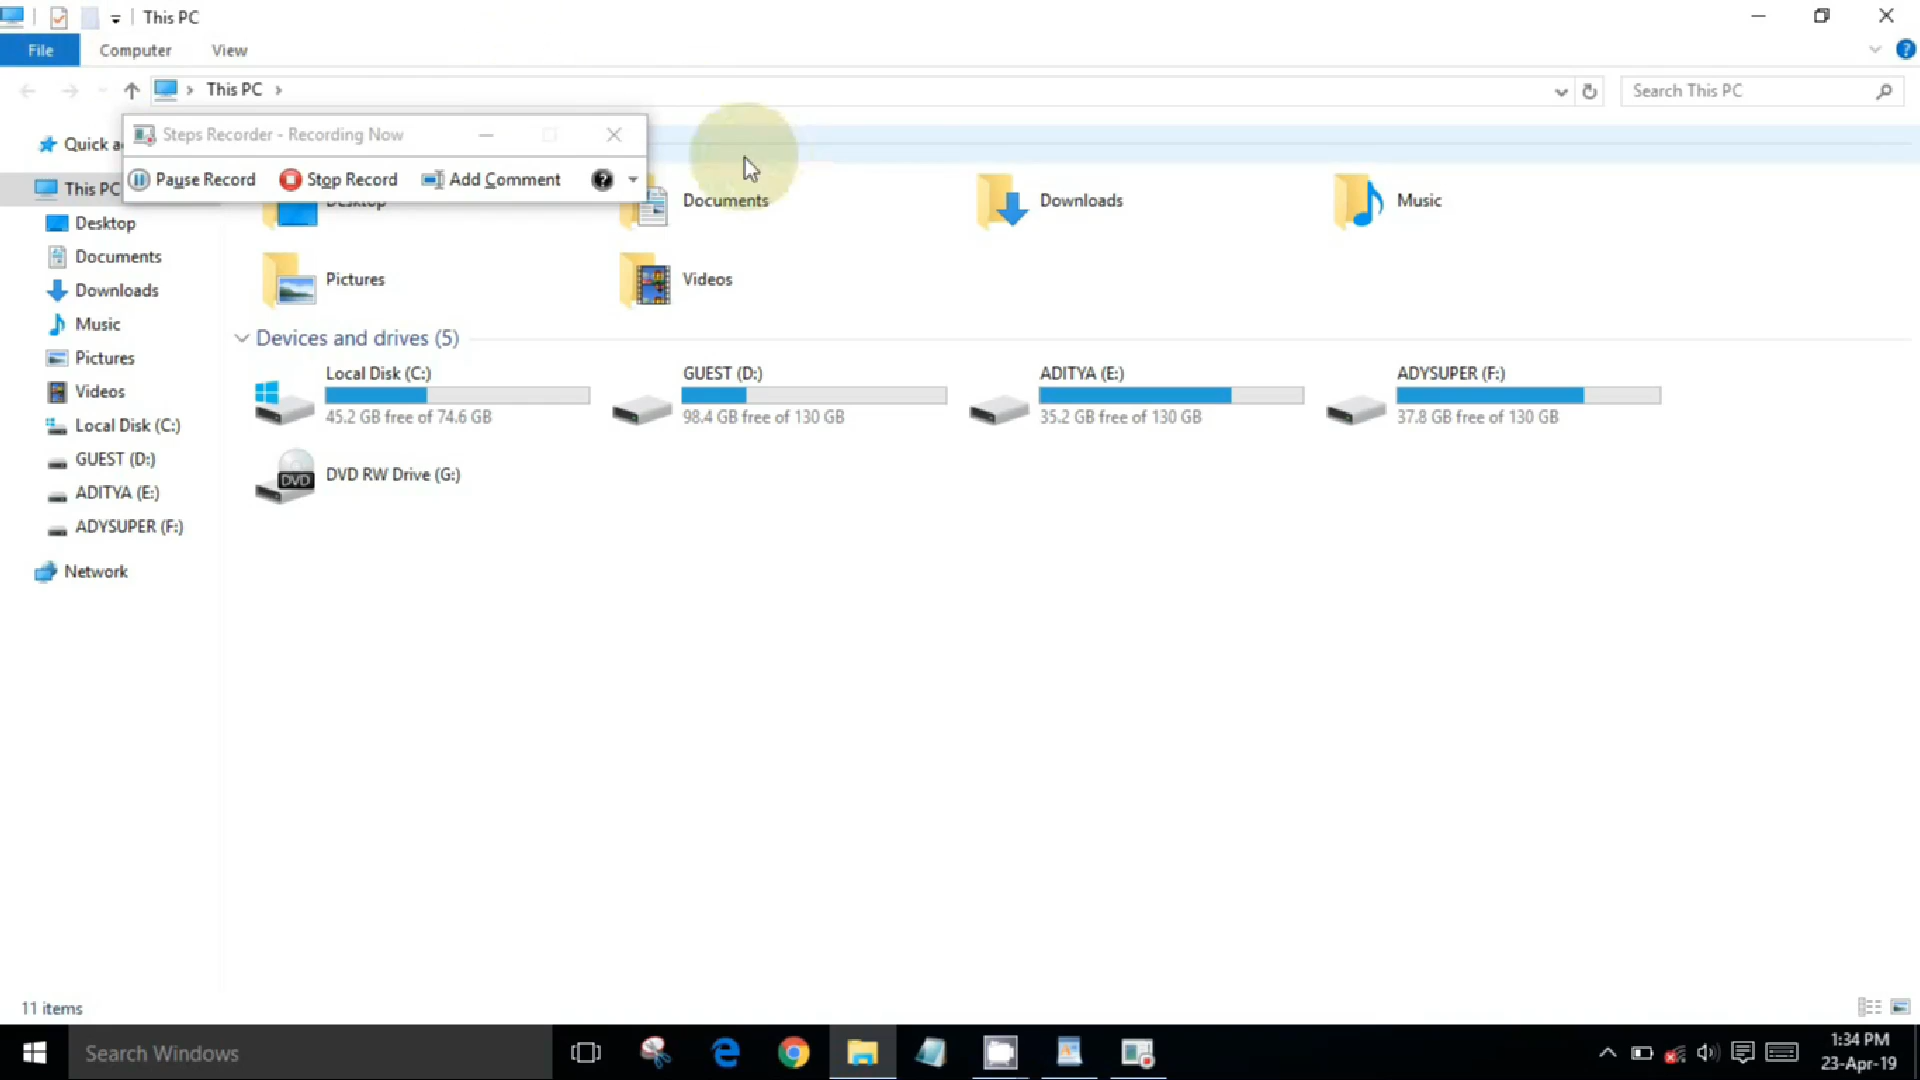 This PC
File Computer View
This PC
Search This PC
Steps Recorder - Recording Now
Pause Record Stop Record Add Comment
Quick a
This PC
Desktop
Documents
Downloads
Music
Pictures
Videos
Local Disk (C:)
GUEST (D:)
ADITYA (E:)
ADYSUPER (F:)
Network
Desktop
Documents
Downloads
Music
Pictures
Videos
Devices and drives (5)
Local Disk (C:)
45.2 GB free of 74.6 GB
GUEST (D:)
98.4 GB free of 130 GB
ADITYA (E:)
35.2 GB free of 130 GB
ADYSUPER (F:)
37.8 GB free of 130 GB
DVD
DVD RW Drive (G:)
11 items
Search Windows
1:34 PM
23-Apr-19